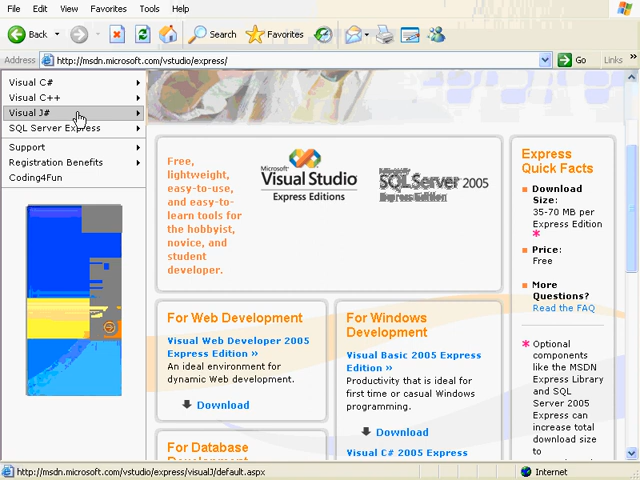 File Edit View Favorites Tools Help
Back Search Favorites
Address http://msdn.microsoft.com/vstudio/express/ Go Links »
Visual C#
Visual C++
Visual J#
SQL Server Express
Support
Registration Benefits
Coding4Fun
Free,
lightweight,
easy-to-use,
and easy-to-
learn tools for
the hobbyist,
novice, and
student
developer.
Microsoft
Visual Studio
Express Editions
Microsoft
SQL Server 2005
Express Edition
For Web Development
Visual Web Developer 2005
Express Edition »
An ideal environment for
dynamic Web development.
Download
For Database
Development
For Windows
Development
Visual Basic 2005 Express
Edition »
Productivity that is ideal for
first time or casual Windows
programming.
Download
Visual C# 2005 Express
Express
Quick Facts
Download
Size:
35-70 MB per
Express Edition
*
Price:
Free
More
Questions?
Read the FAQ
* Optional
components
like the MSDN
Express Library
and SQL
Server 2005
Express can
increase total
download size
to
http://msdn.microsoft.com/vstudio/express/visualJ/default.aspx Internet